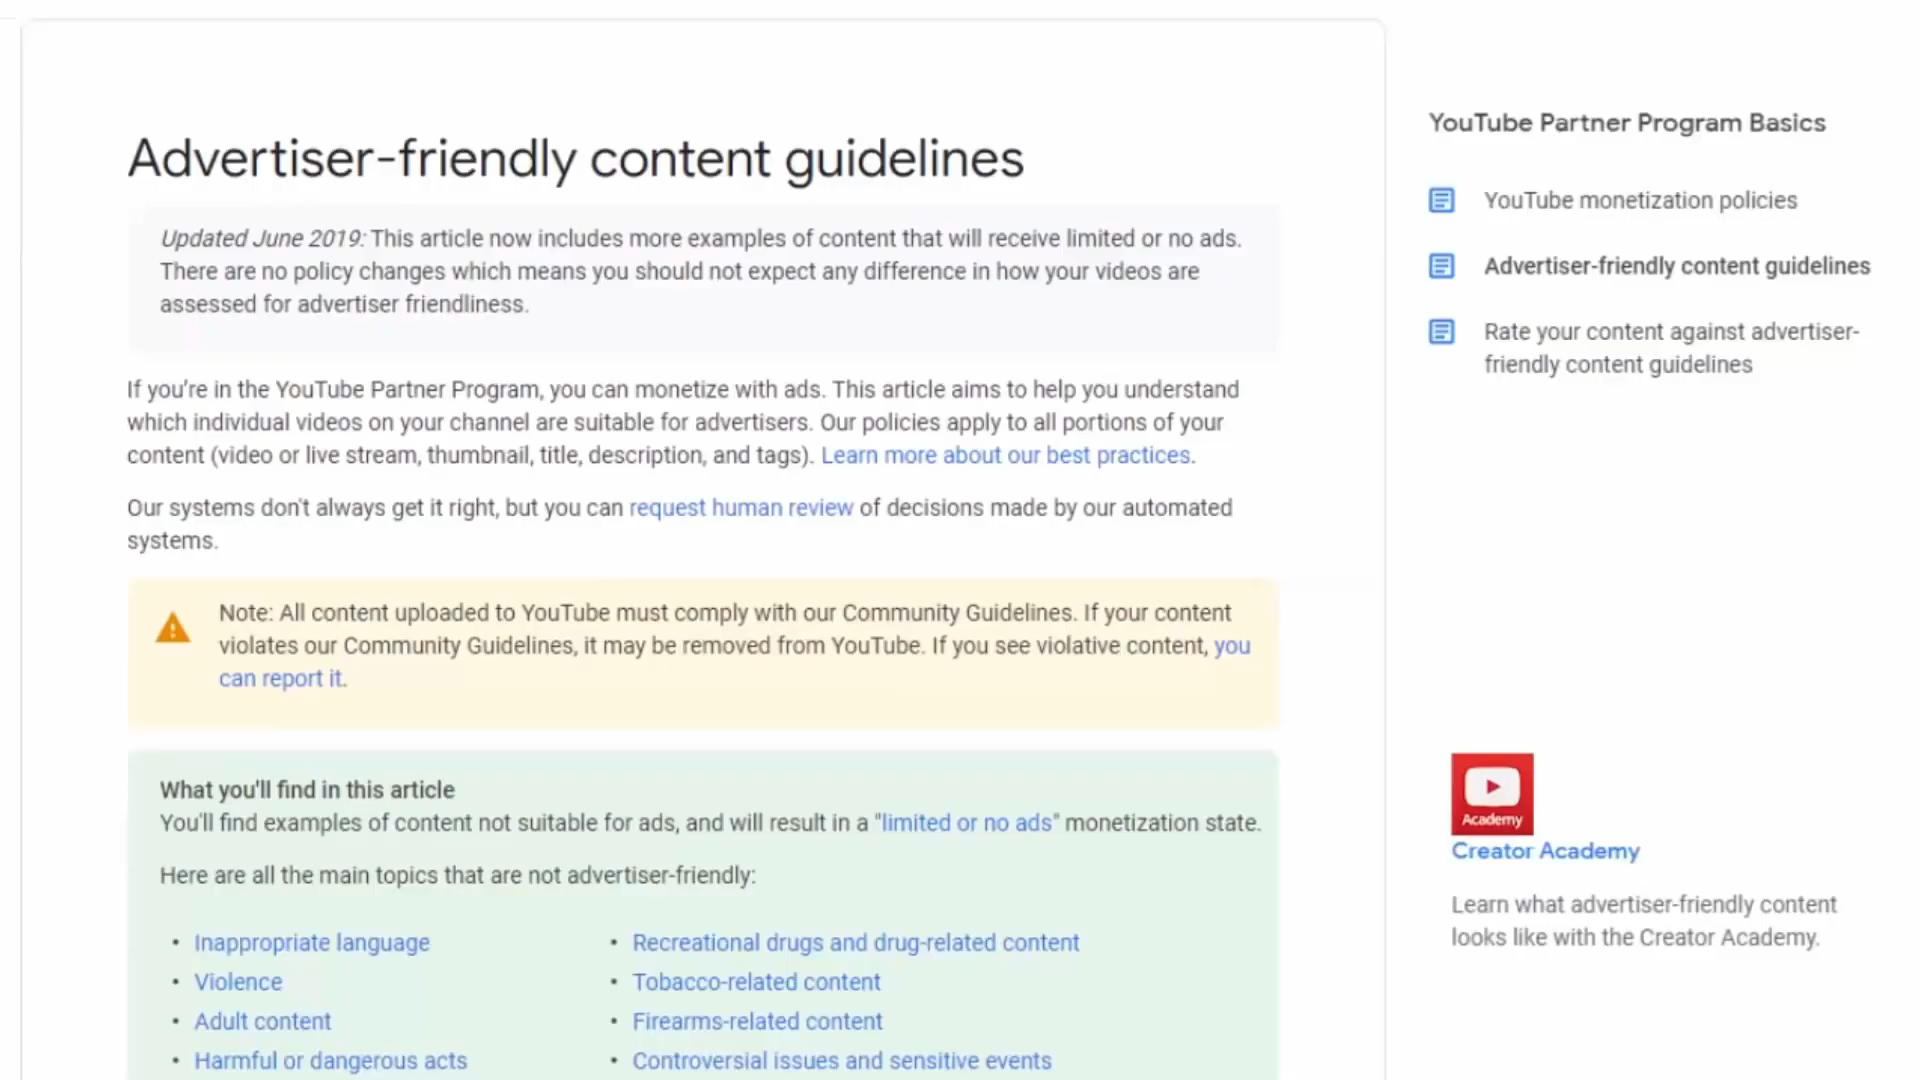 Advertiser-friendly content guidelines
Updated June 2019: This article now includes more examples of content that will receive limited or no ads.
There are no policy changes which means you should not expect any difference in how your videos are
assessed for advertiser friendliness.
If you're in the YouTube Partner Program, you can monetize with ads. This article aims to help you understand
which individual videos on your channel are suitable for advertisers. Our policies apply to all portions of your
content (video or live stream, thumbnail, title, description, and tags). Learn more about our best practices.
Our systems don't always get it right, but you can request human review of decisions made by our automated
systems.
Note: All content uploaded to YouTube must comply with our Community Guidelines. If your content
violates our Community Guidelines, it may be removed from YouTube. If you see violative content, you
can report it.
What you'll find in this article
You'll find examples of content not suitable for ads, and will result in a "limited or no ads" monetization state.
Here are all the main topics that are not advertiser-friendly:
• Inappropriate language
• Violence
• Adult content
• Harmful or dangerous acts
• Recreational drugs and drug-related content
• Tobacco-related content
• Firearms-related content
• Controversial issues and sensitive events
YouTube Partner Program Basics
YouTube monetization policies
Advertiser-friendly content guidelines
Rate your content against advertiser-
friendly content guidelines
Academy
Creator Academy
Learn what advertiser-friendly content
looks like with the Creator Academy.